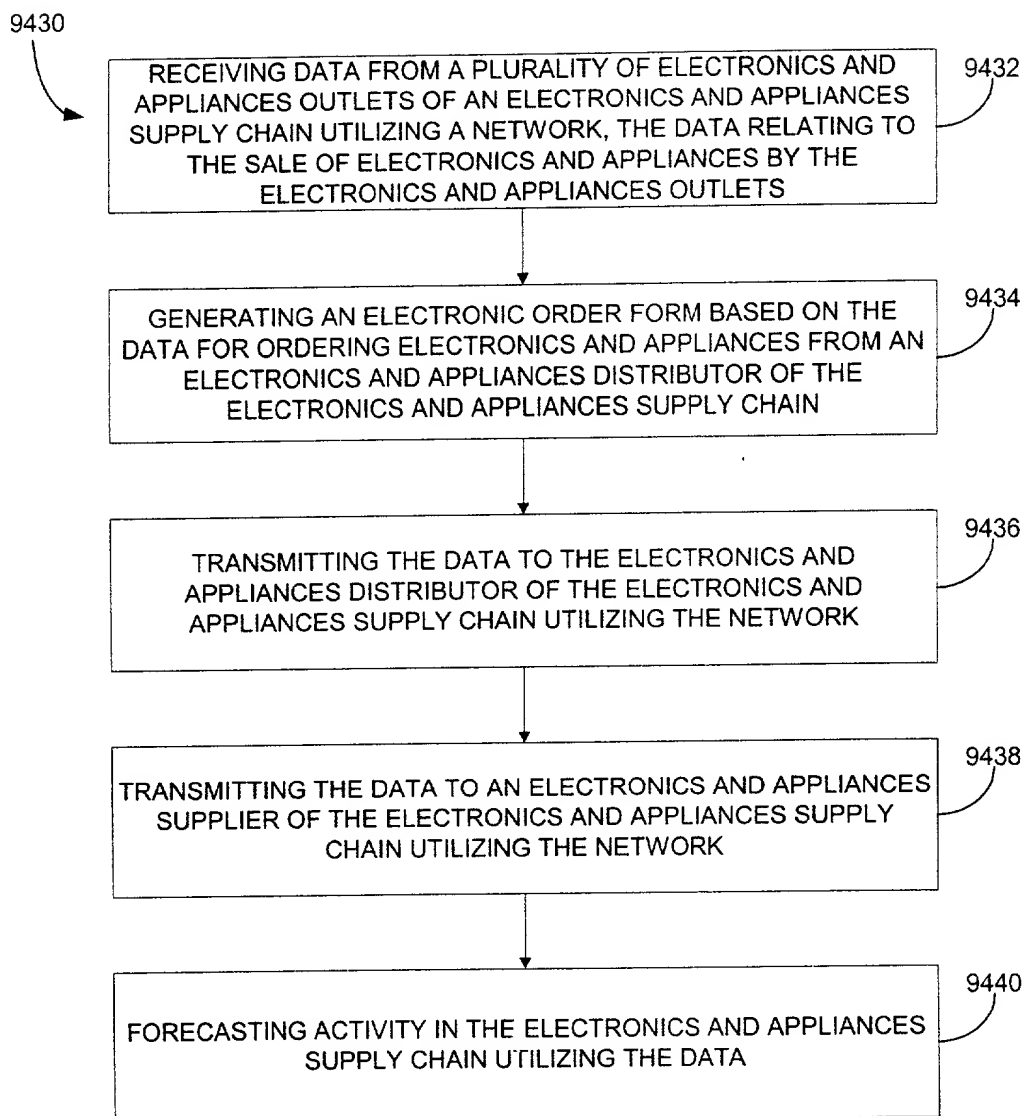 9430
RECEIVING DATA FROM A PLURALITY OF ELECTRONICS AND
APPLIANCES OUTLETS OF AN ELECTRONICS AND APPLIANCES
SUPPLY CHAIN UTILIZING A NETWORK, THE DATA RELATING TO
THE SALE OF ELECTRONICS AND APPLIANCES BY THE
ELECTRONICS AND APPLIANCES OUTLETS
9432
GENERATING AN ELECTRONIC ORDER FORM BASED ON THE
DATA FOR ORDERING ELECTRONICS AND APPLIANCES FROM AN
ELECTRONICS AND APPLIANCES DISTRIBUTOR OF THE
ELECTRONICS AND APPLIANCES SUPPLY CHAIN
9434
TRANSMITTING THE DATA TO THE ELECTRONICS AND
APPLIANCES DISTRIBUTOR OF THE ELECTRONICS AND
APPLIANCES SUPPLY CHAIN UTILIZING THE NETWORK
9436
TRANSMITTING THE DATA TO AN ELECTRONICS AND APPLIANCES
SUPPLIER OF THE ELECTRONICS AND APPLIANCES SUPPLY
CHAIN UTILIZING THE NETWORK
9438
FORECASTING ACTIVITY IN THE ELECTRONICS AND APPLIANCES
SUPPLY CHAIN UTILIZING THE DATA
9440